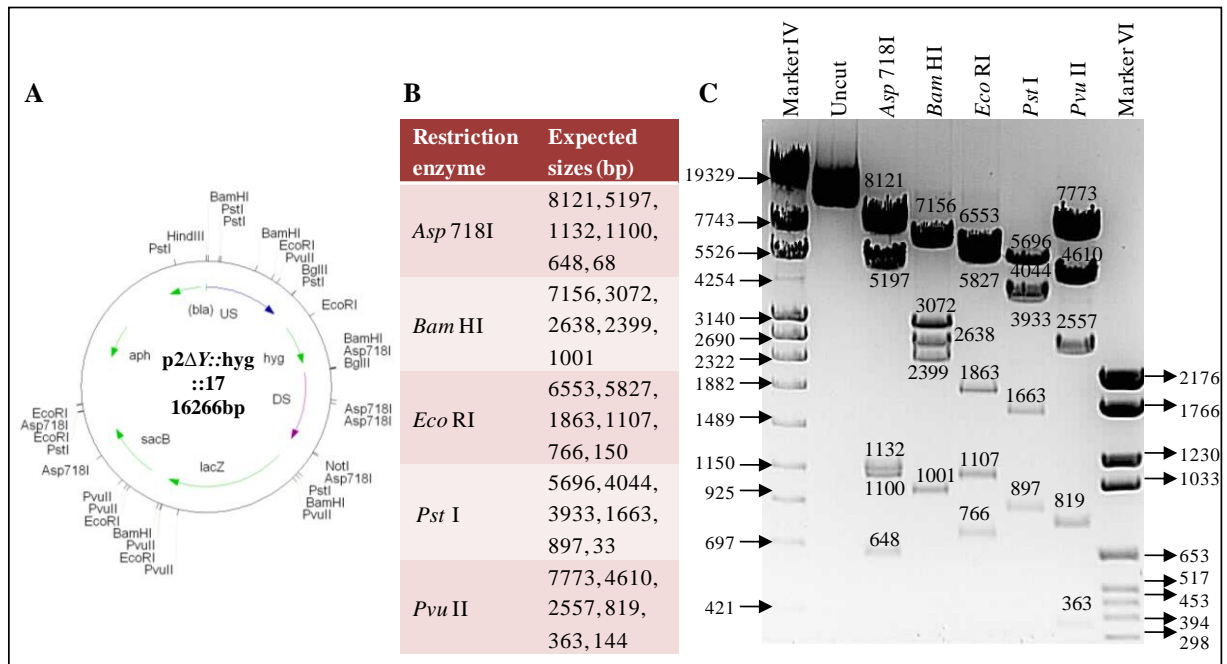 A
B
C
BamHI
PstI
PstI
HindIII
PstI
BamHI
EcoRI
PvuII
BglII
PstI
EcoRI
BamHI
Asp718I
BglII
Asp718I
Asp718I
NotI
Asp718I
PstI
BamHI
PvuII
PvuII
EcoRI
PvuII
BamHI
EcoRI
PvuII
PvuII
Asp718I
PstI
EcoRI
Asp718I
EcoRI
(bla)
US
hyg
DS
lacZ
sacB
aph
p2ΔY::hyg
::17
16266bp
Restriction enzyme
Expected sizes (bp)
Asp 718I
8121, 5197,
1132, 1100,
648, 68
Bam HI
7156, 3072,
2638, 2399,
1001
Eco RI
6553, 5827,
1863, 1107,
766, 150
Pst I
5696, 4044,
3933, 1663,
897, 33
Pvu II
7773, 4610,
2557, 819,
363, 144
Marker IV
Uncut
Asp 718I
Bam HI
Eco RI
Pst I
Pvu II
Marker VI
19329
7743
5526
4254
3140
2690
2322
1882
1489
1150
925
697
421
8121
5197
1132
1100
648
7156
3072
2638
2399
1001
6553
5827
1863
1107
766
5696
4044
3933
1663
897
7773
4610
2557
819
363
2176
1766
1230
1033
653
517
453
394
298